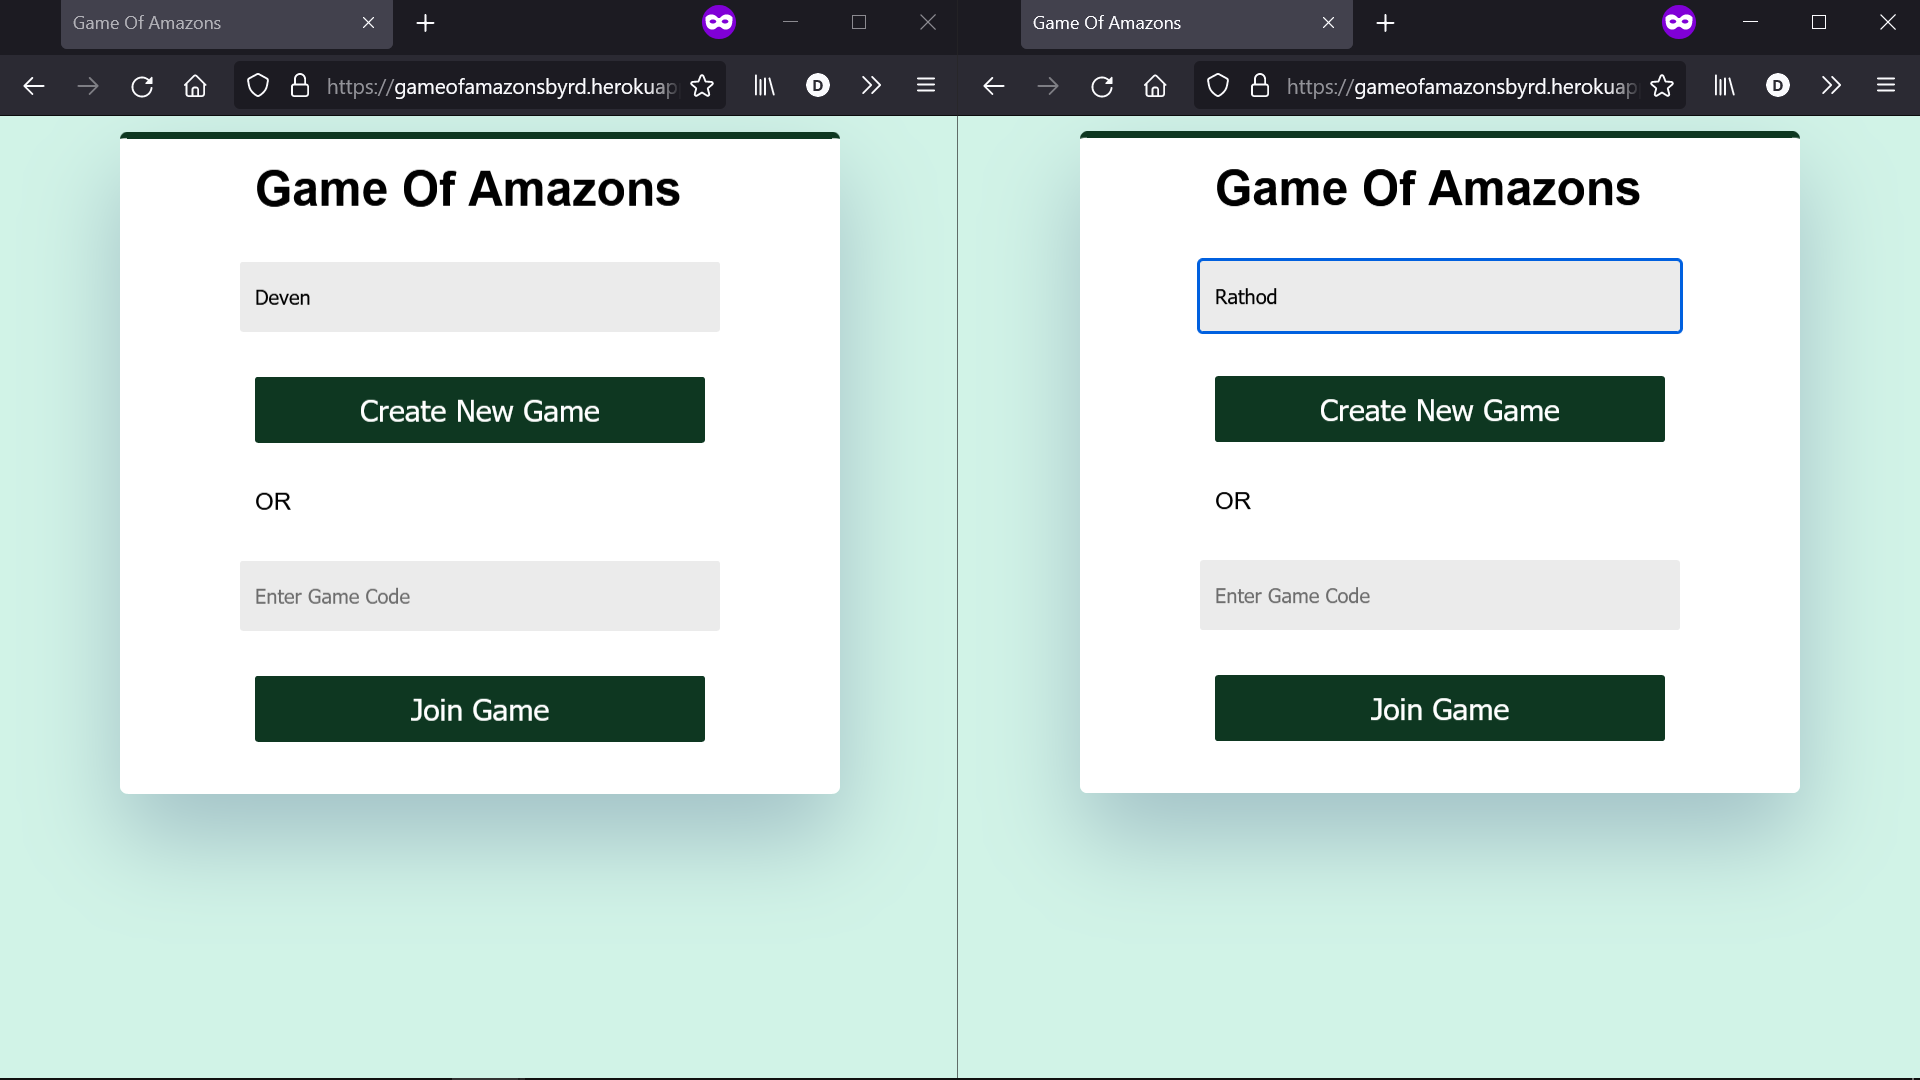 Game Of Amazons
https://gameofamazonsbyrd.herokuap
D
Game Of Amazons
Deven
Create New Game
OR
Enter Game Code
Join Game
Game Of Amazons
https://gameofamazonsbyrd.herokuap
D
Game Of Amazons
Rathod
Create New Game
OR
Enter Game Code
Join Game